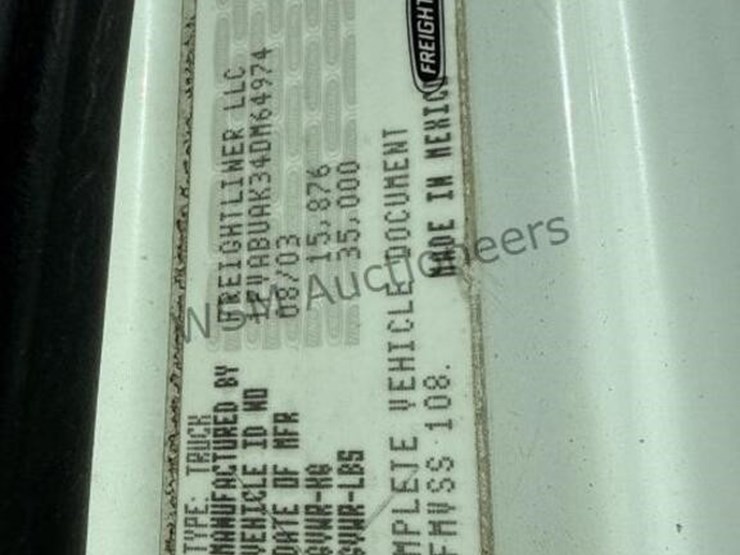 TYPE: TRUCK
MANUFACTURED BY FREIGHTLINER LLC
VEHICLE ID NO 1FVABUAK34DM64974
DATE OF MFR 08/03
GVWR-KG 15,876
GVWR-LBS 35,000
MPLETE VEHICLE DOCUMENT
FMVSS 108. MADE IN MEXICO
FREIGHT
WSM Auctioneers